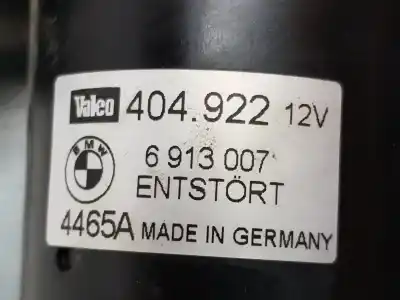 Valeo 404.922 12V
BMW 6 913 007
ENTSTÖRT
4465A MADE IN GERMANY